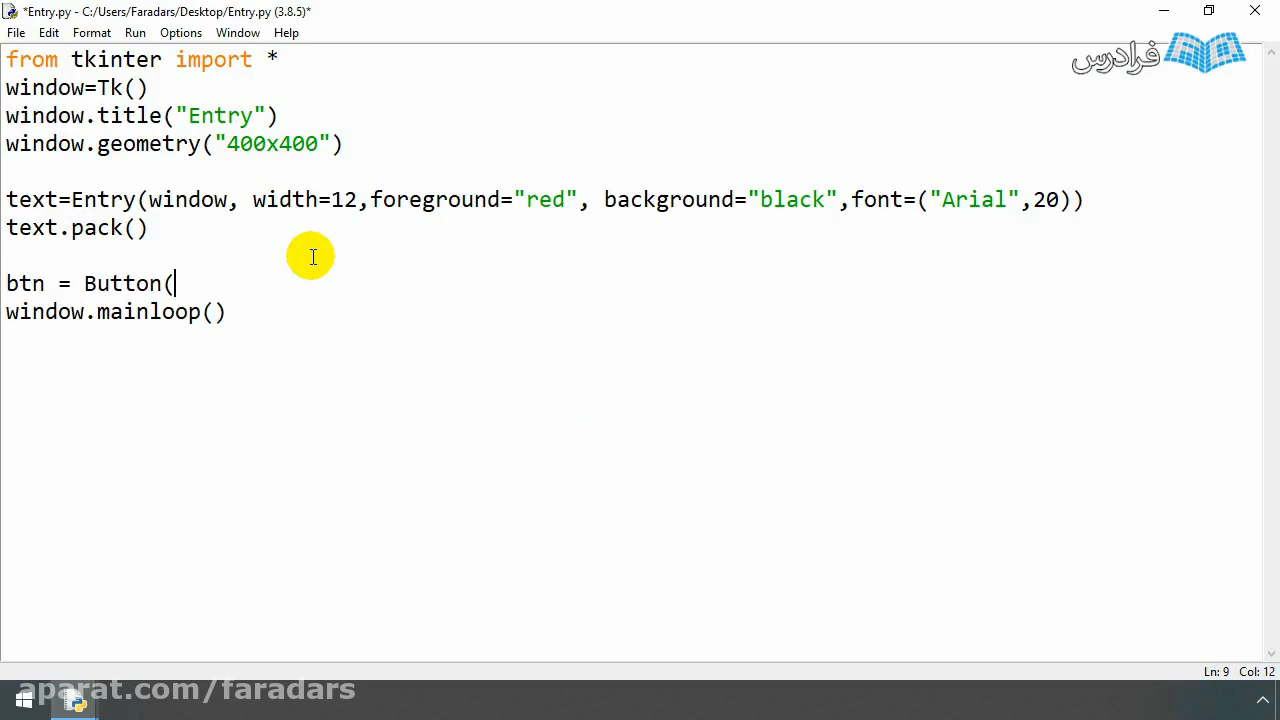 *Entry.py - C:/Users/Faradars/Desktop/Entry.py (3.8.5)*
File Edit Format Run Options Window Help
فرادرس
from tkinter import *
window=Tk()
window.title("Entry")
window.geometry("400x400")
text=Entry(window, width=12,foreground="red", background="black",font=("Arial",20))
text.pack()
btn = Button(
window.mainloop()
Ln: 9 Col: 12
aparat.com/faradars